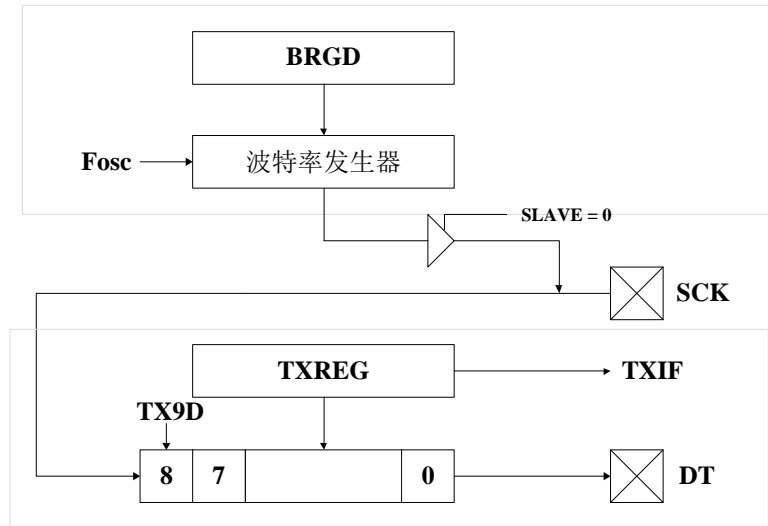 BRGD
Fosc
波特率发生器
SLAVE = 0
SCK
TXREG
TXIF
TX9D
8
7
0
DT